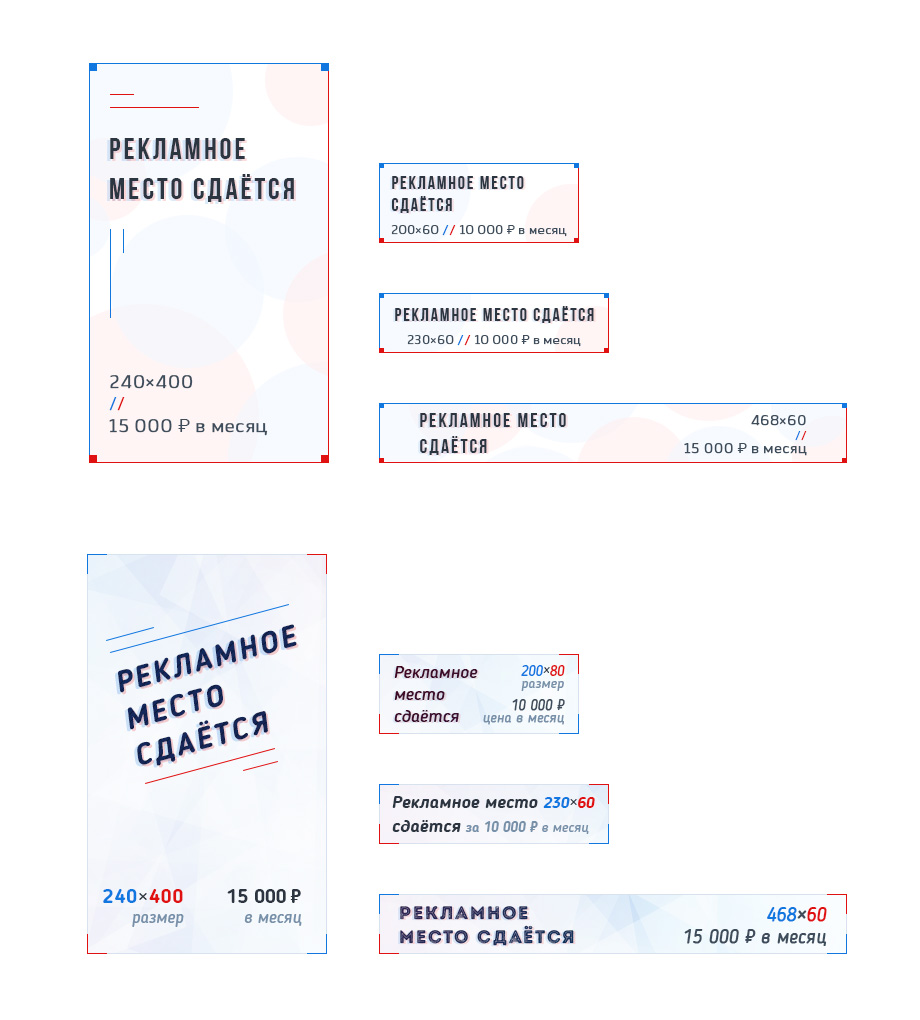 РЕКЛАМНОЕ
МЕСТО СДАЁТСЯ
240×400
//
15 000 ₽ в месяц
РЕКЛАМНОЕ МЕСТО
СДАЁТСЯ
200×60 // 10 000 ₽ в месяц
РЕКЛАМНОЕ МЕСТО СДАЁТСЯ
230×60 // 10 000 ₽ в месяц
РЕКЛАМНОЕ МЕСТО
СДАЁТСЯ
468×60
//
15 000 ₽ в месяц
РЕКЛАМНОЕ
МЕСТО
СДАЁТСЯ
240×400
размер
15 000 ₽
в месяц
Рекламное
место
сдаётся
200×80
размер
10 000 ₽
цена в месяц
Рекламное место 230×60
сдаётся за 10 000 ₽ в месяц
РЕКЛАМНОЕ
МЕСТО СДАЁТСЯ
468×60
15 000 ₽ в месяц